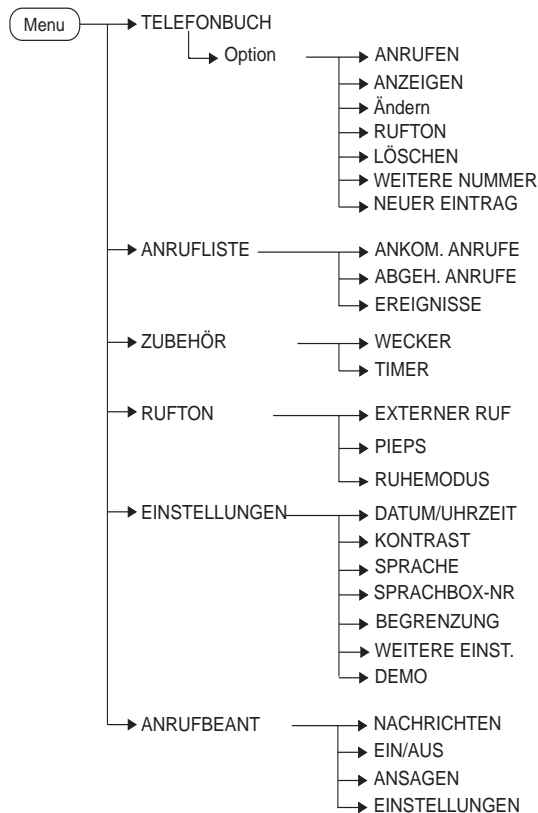 Menu
TELEFONBUCH
Option
ANRUFEN
ANZEIGEN
Ändern
RUFTON
LÖSCHEN
WEITERE NUMMER
NEUER EINTRAG
ANRUFLISTE
ANKOM. ANRUFE
ABGEH. ANRUFE
EREIGNISSE
ZUBEHÖR
WECKER
TIMER
RUFTON
EXTERNER RUF
PIEPS
RUHEMODUS
EINSTELLUNGEN
DATUM/UHRZEIT
KONTRAST
SPRACHE
SPRACHBOX-NR
BEGRENZUNG
WEITERE EINST.
DEMO
ANRUFBEANT
NACHRICHTEN
EIN/AUS
ANSAGEN
EINSTELLUNGEN